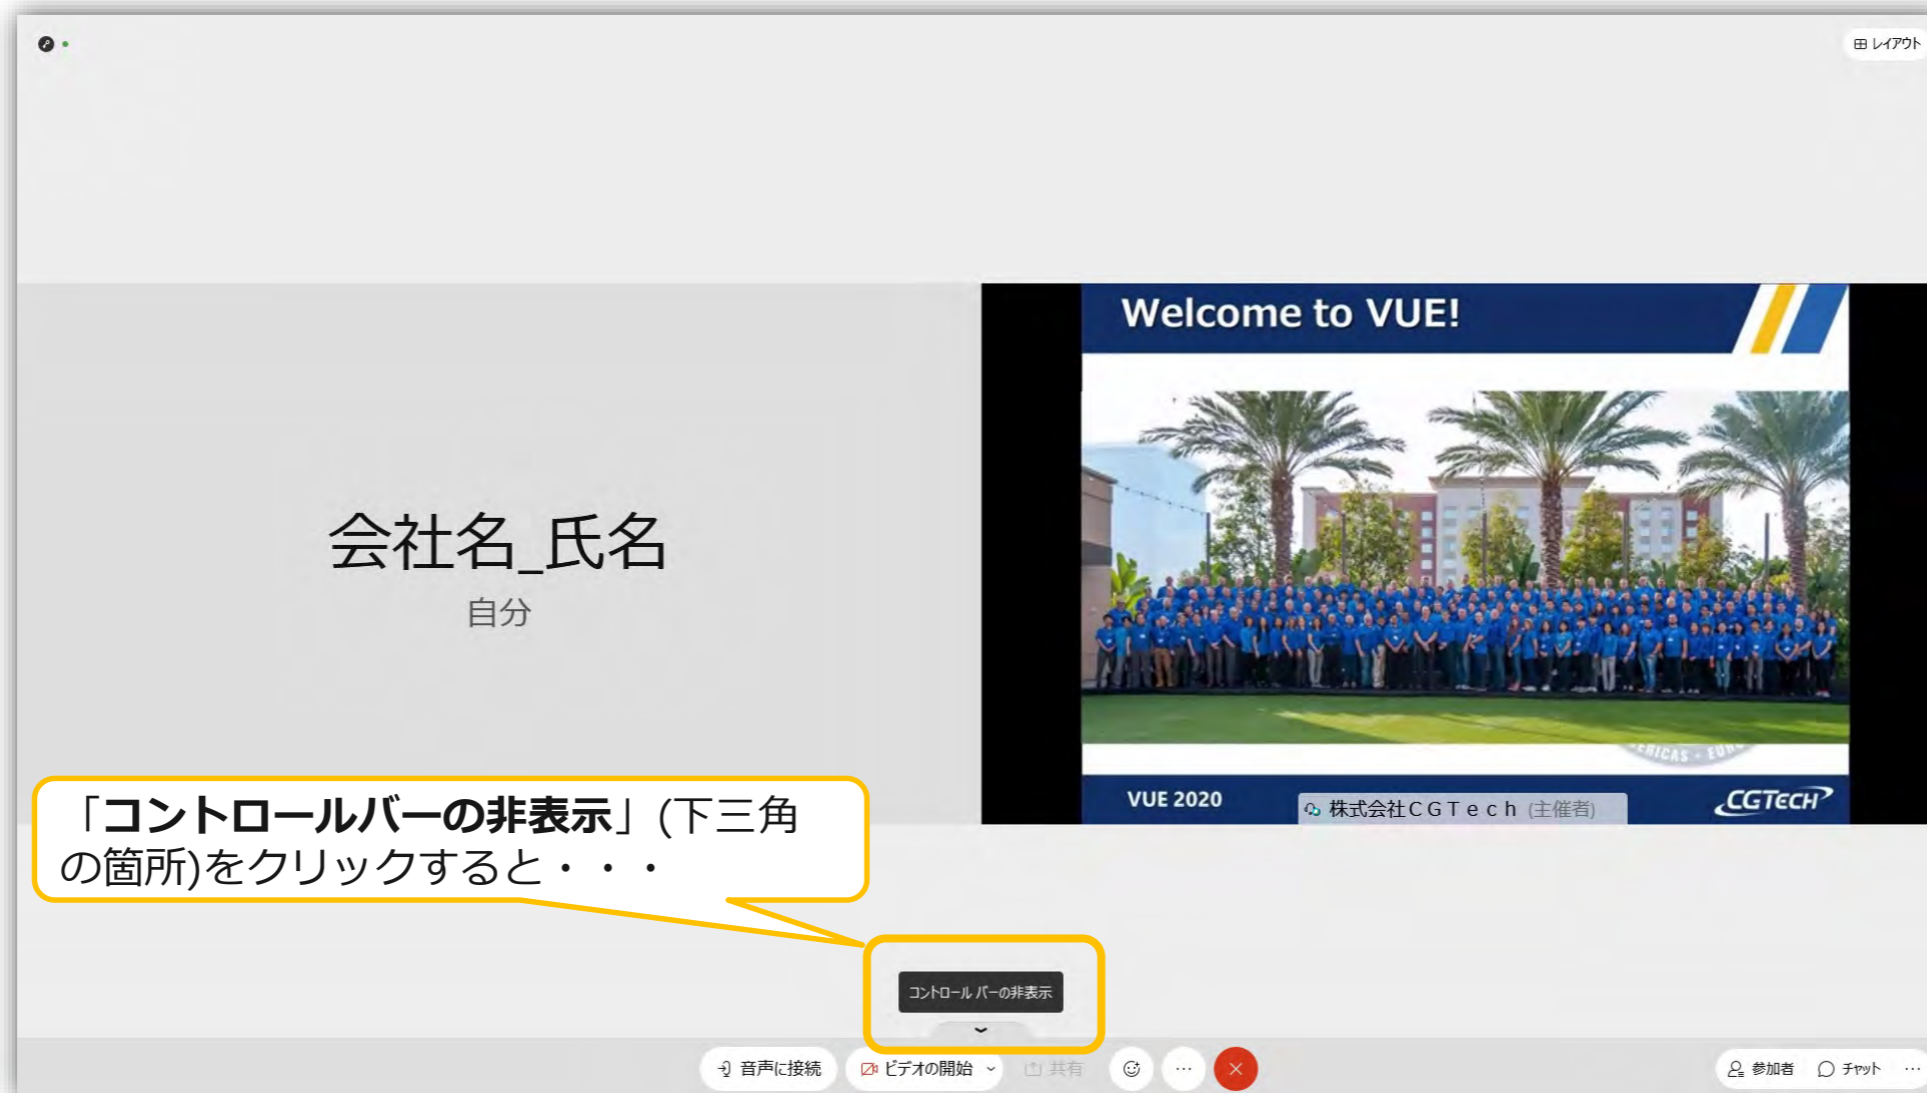 レイアウト
Welcome to VUE!
会社名_氏名
自分
ERICAS - EURO
VUE 2020
株式会社CGTech (主催者)
CGTECH
「コントロールバーの非表示」(下三角
の箇所)をクリックすると・・・
コントロール バーの非表示
音声に接続
ビデオの開始
共有
参加者
チャット